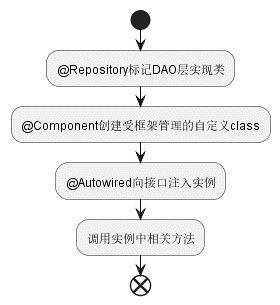 @Repository标记DAO层实现类
@Component创建受框架管理的自定义class
@Autowired向接口注入实例
调用实例中相关方法